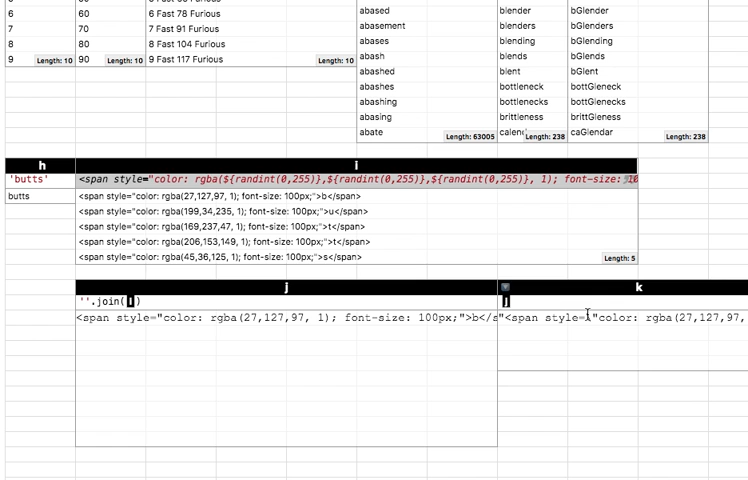 6 60 6 Fast 78 Furious
7 70 7 Fast 91 Furious
8 80 8 Fast 104 Furious
9 Length: 10 90 Length: 10 9 Fast 117 Furious Length: 10
abased blender bGlender
abasement blenders bGlenders
abases blending bGlending
abash blends bGlends
abashed blent bGlent
abashes bottleneck bottGleneck
abashing bottlenecks bottGlenecks
abasing brittleness brittGleness
abate Length: 63005 Length: 238 caGlendar Length: 238
h i
'butts' <span style="color: rgba(${randint(0,255)},${randint(0,255)},${randint(0,255)}, 1); font-size:
butts <span style="color: rgba(27,127,97, 1); font-size: 100px;">b</span>
<span style="color: rgba(199,34,235, 1); font-size: 100px;">u</span>
<span style="color: rgba(169,237,47, 1); font-size: 100px;">t</span>
<span style="color: rgba(206,153,149, 1); font-size: 100px;">t</span>
<span style="color: rgba(45,36,125, 1); font-size: 100px;">s</span> Length: 5
j k
''.join(i) j
<span style="color: rgba(27,127,97, 1); font-size: 100px;">b</s "<span style="color: rgba(27,127,97,